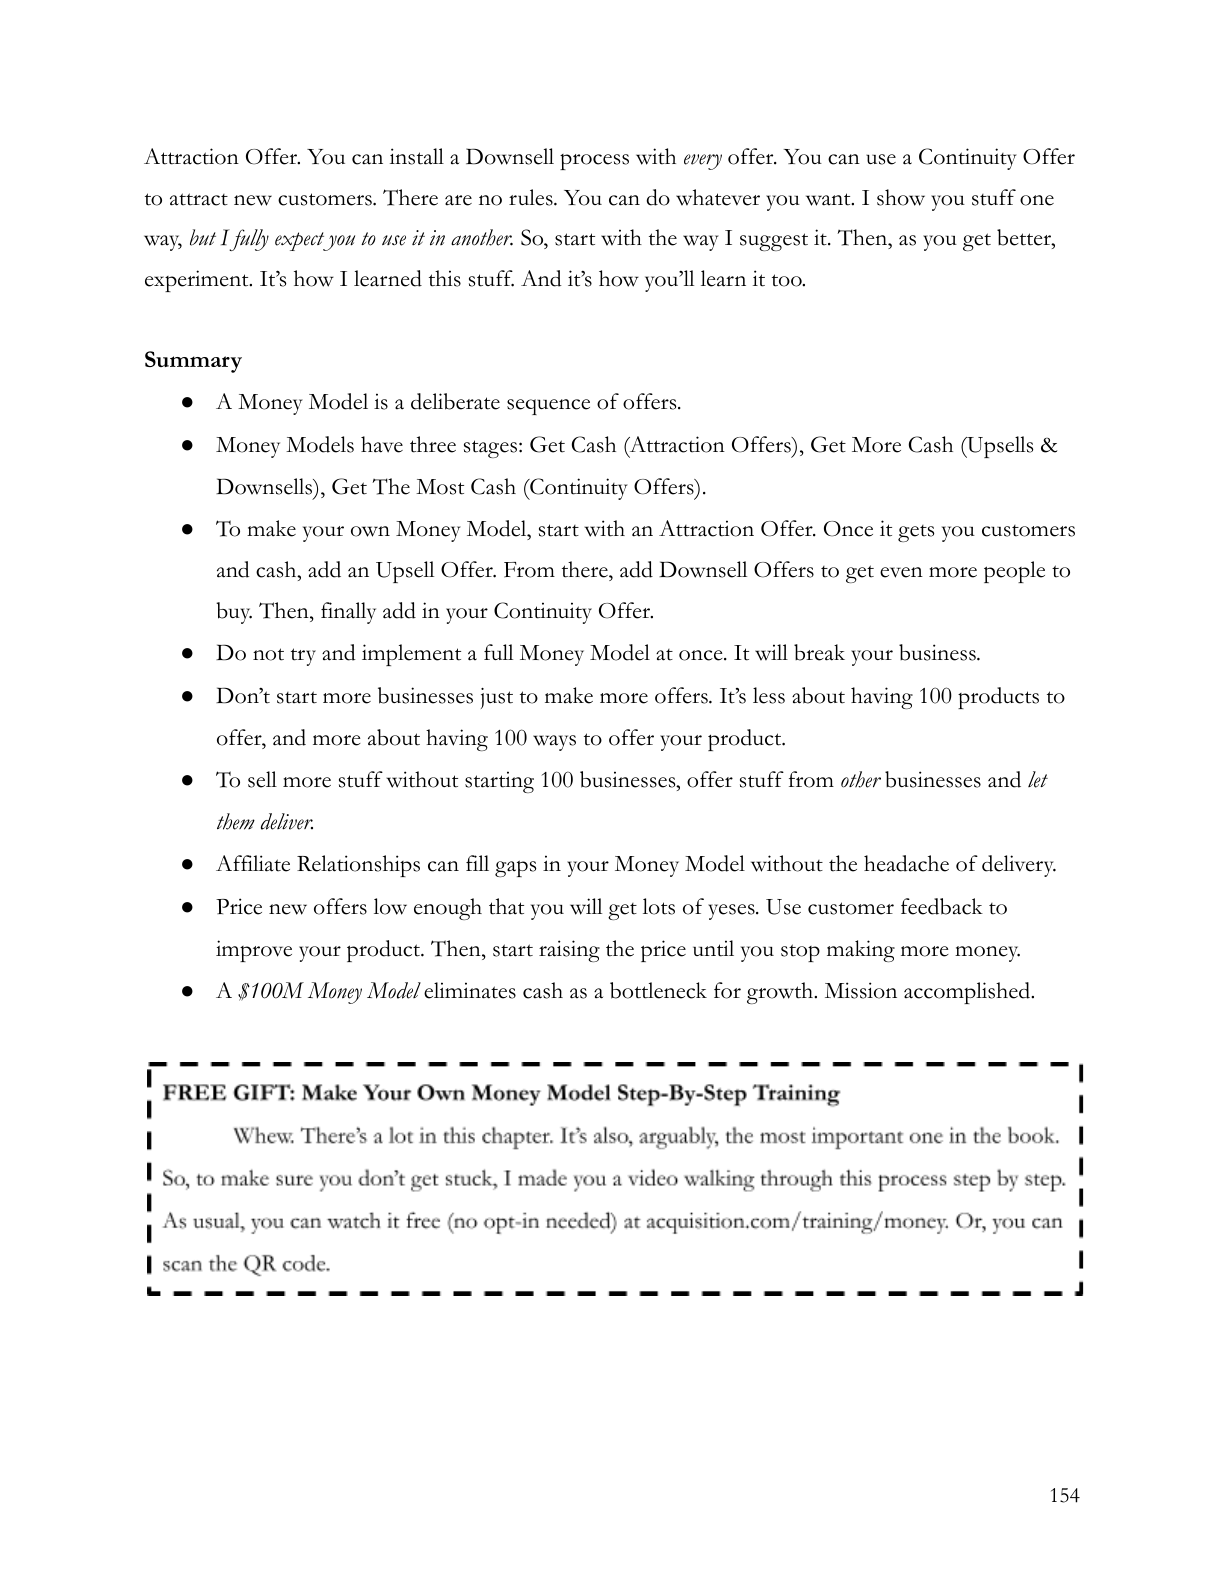 Attraction Offer. You can install a Downsell process with every offer. You can use a Continuity Offer
to attract new customers. There are no rules. You can do whatever you want. I show you stuff one
way, but I fully expect you to use it in another. So, start with the way I suggest it. Then, as you get better,
experiment. It’s how I learned this stuff. And it’s how you’ll learn it too.
Summary
● A Money Model is a deliberate sequence of offers.
● Money Models have three stages: Get Cash (Attraction Offers), Get More Cash (Upsells &
Downsells), Get The Most Cash (Continuity Offers).
● To make your own Money Model, start with an Attraction Offer. Once it gets you customers
and cash, add an Upsell Offer. From there, add Downsell Offers to get even more people to
buy. Then, finally add in your Continuity Offer.
● Do not try and implement a full Money Model at once. It will break your business.
● Don’t start more businesses just to make more offers. It’s less about having 100 products to
offer, and more about having 100 ways to offer your product.
● To sell more stuff without starting 100 businesses, offer stuff from other businesses and let
them deliver.
● Affiliate Relationships can fill gaps in your Money Model without the headache of delivery.
● Price new offers low enough that you will get lots of yeses. Use customer feedback to
improve your product. Then, start raising the price until you stop making more money.
● A $100M Money Model eliminates cash as a bottleneck for growth. Mission accomplished.
FREE GIFT: Make Your Own Money Model Step-By-Step Training
Whew. There’s a lot in this chapter. It’s also, arguably, the most important one in the book.
So, to make sure you don’t get stuck, I made you a video walking through this process step by step.
As usual, you can watch it free (no opt-in needed) at acquisition.com/training/money. Or, you can
scan the QR code.
154